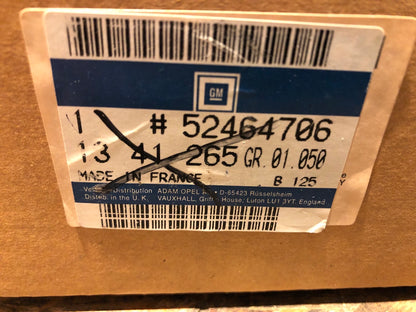 GM
1 # 52464706
13 41 265 GR. 01.050
MADE IN FRANCE B 125
Distribution ADAM OPEL • D-65423 Rüsselsheim
Distrib. in the U.K. VAUXHALL, House, Luton LU1 3YT. England